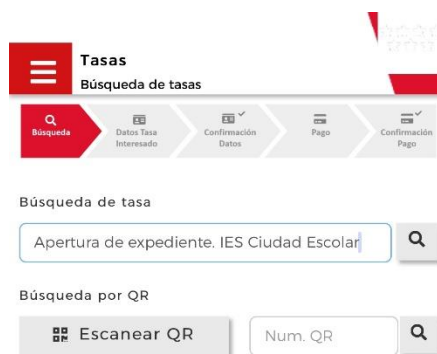 Tasas
Búsqueda de tasas
Búsqueda
Datos Tasa
Interesado
Confirmación
Datos
Pago
Confirmación
Pago
Búsqueda de tasa
Apertura de expediente. IES Ciudad Escolar
Búsqueda por QR
Escanear QR
Num. QR